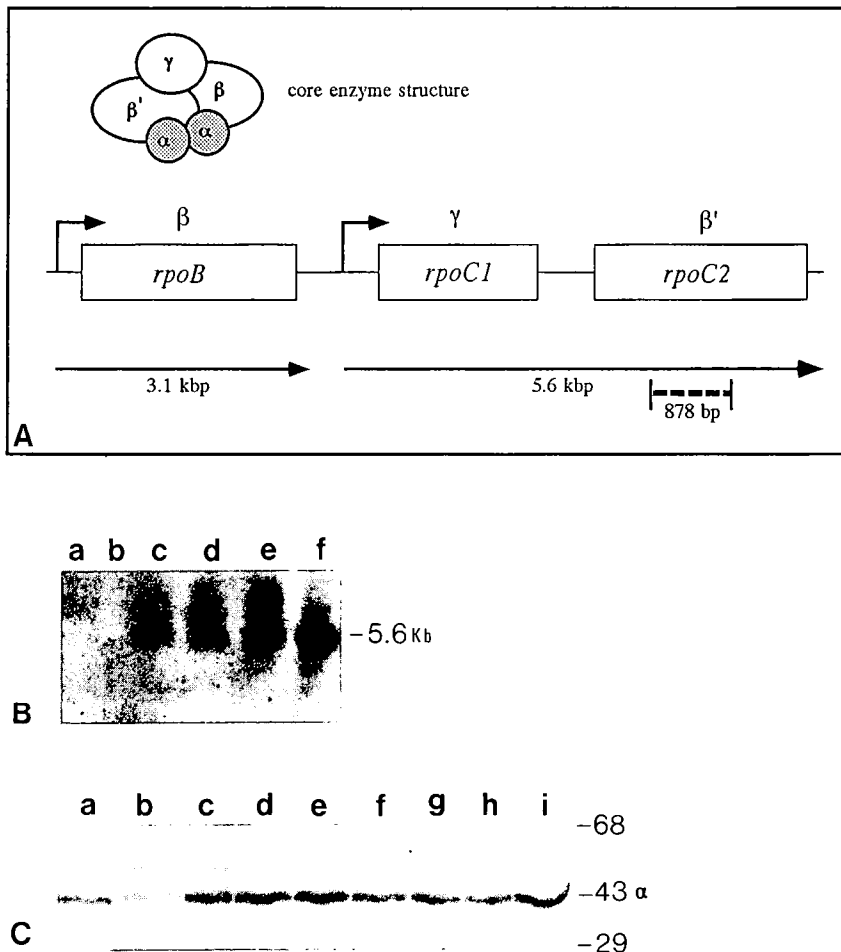 γ
β' β
core enzyme structure
α α
β γ β'
rpoB rpoC1 rpoC2
3.1 kbp 5.6 kbp
878 bp
A
a b c d e f
-5.6 Kb
B
a b c d e f g h i
-68
-43 α
-29
C